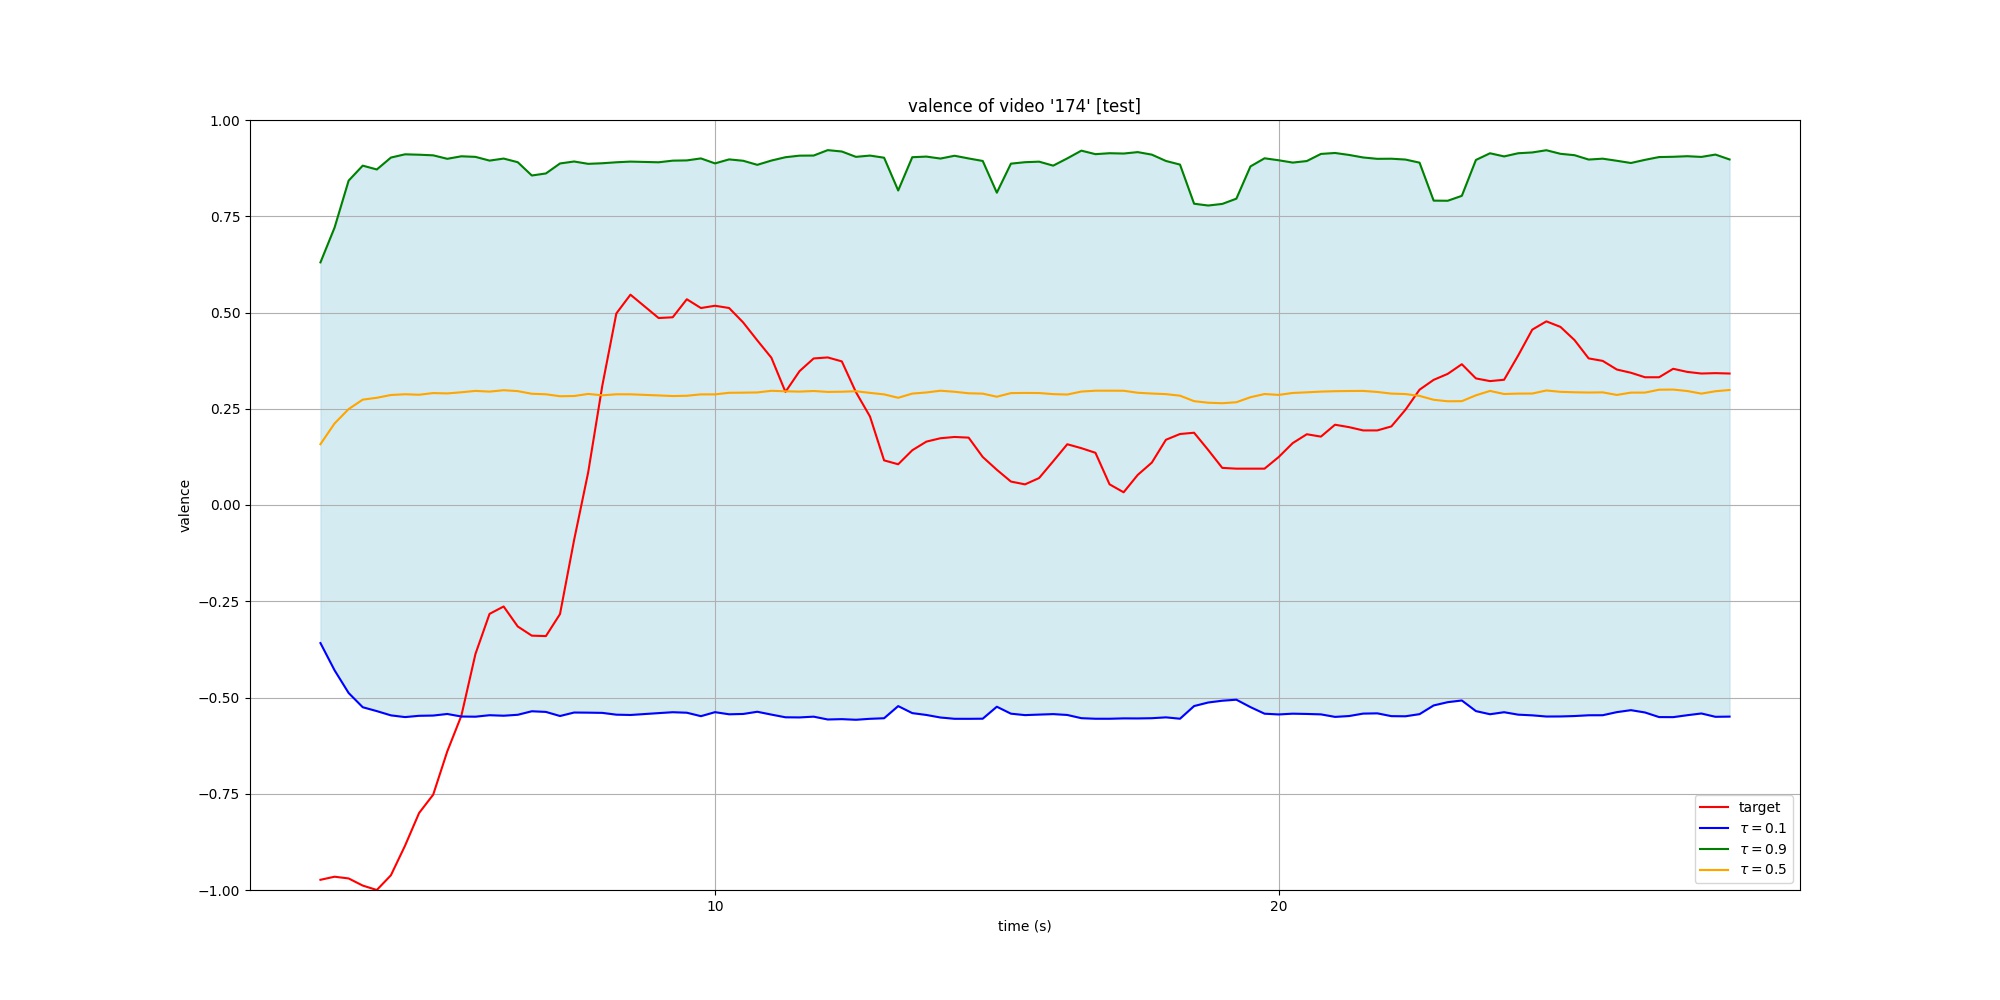 valence of video '174' [test]
1.00
0.75
0.50
0.25
0.00
−0.25
−0.50
−0.75
−1.00
valence
10
20
time (s)
target
τ = 0.1
τ = 0.9
τ = 0.5